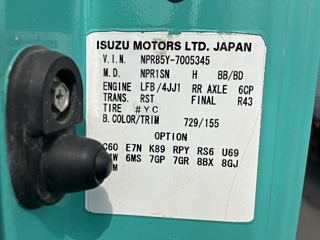 ISUZU MOTORS LTD. JAPAN
V.I.N. NPR85Y-7005345
M.D. NPR1SN H BB/BD
ENGINE LFB/4JJ1 RR AXLE 6CP
TRANS. RST FINAL R43
TIRE #YC
B.COLOR/TRIM 729/155
OPTION
C60 E7N K89 RPY RS6 U69
6MS 7GP 7GR 8BX 8GJ